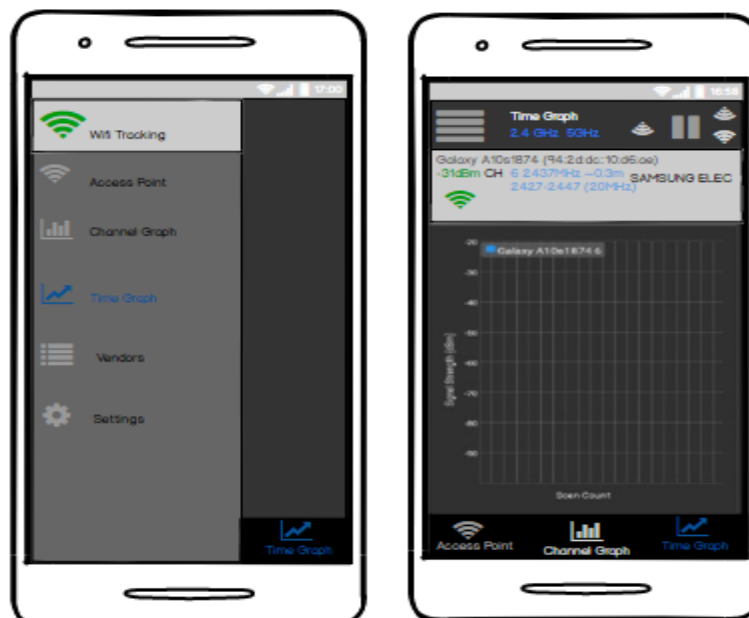 17:00
Wifi Tracking
Access Point
Channel Graph
Time Graph
Vendors
Settings
Time Graph
16:58
Time Graph
2.4 GHz 5GHz
Galaxy A10s1874 (94:2d:dc:10:d6:ae)
-31dBm CH 6 2437MHz ~0.3m SAMSUNG ELEC
2427-2447 (20MHz)
Galaxy A10s1874 6
-20
-30
-40
-50
-60
-70
-80
-90
Signal Strength (dBm)
Scan Count
Access Point
Channel Graph
Time Graph